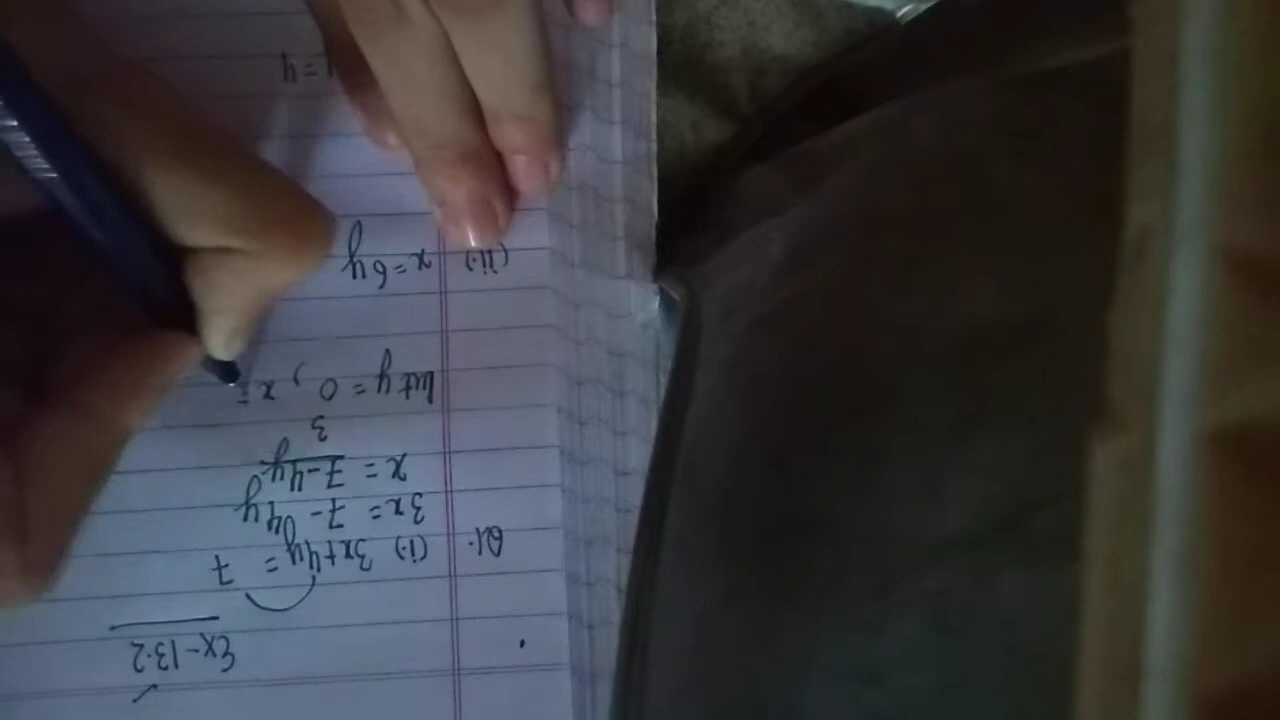 Ex-13.2
Q1. (i.) 3x+4y = 7
3x = 7 - 4y
x = 7-4y
3
let y = 0, x =
(ii.) x = 6y
= 4